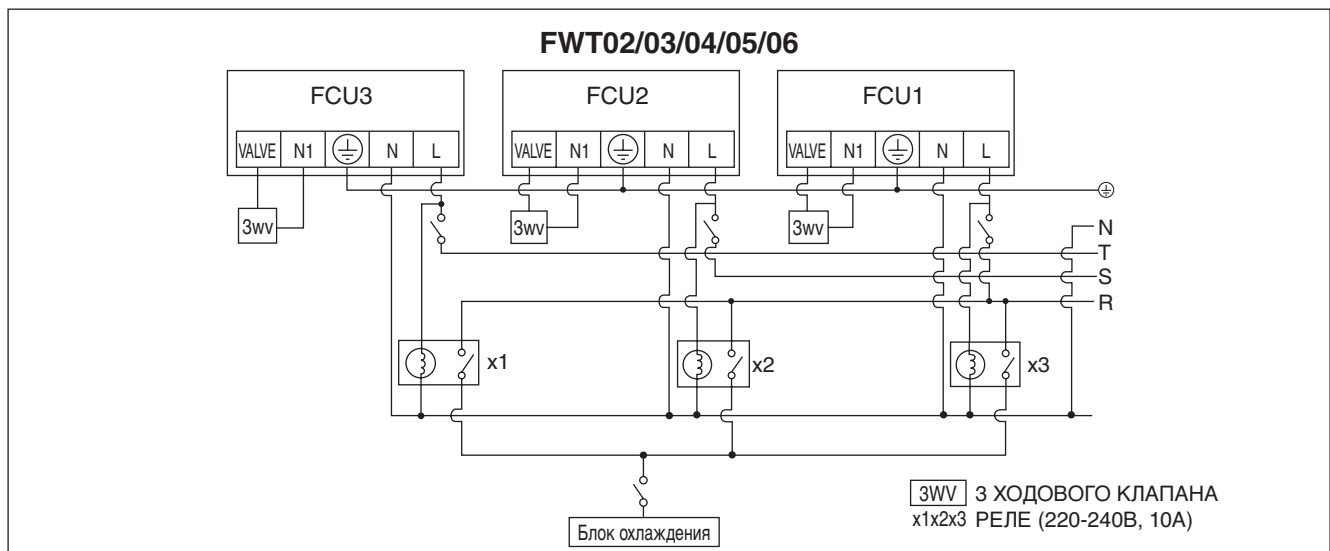 FWT02/03/04/05/06
FCU3 FCU2 FCU1
VALVE N1 N L VALVE N1 N L VALVE N1 N L
3wv 3wv 3wv
N
T
S
R
x1 x2 x3
3WV 3 ХОДОВОГО КЛАПАНА
x1x2x3 РЕЛЕ (220-240В, 10А)
Блок охлаждения